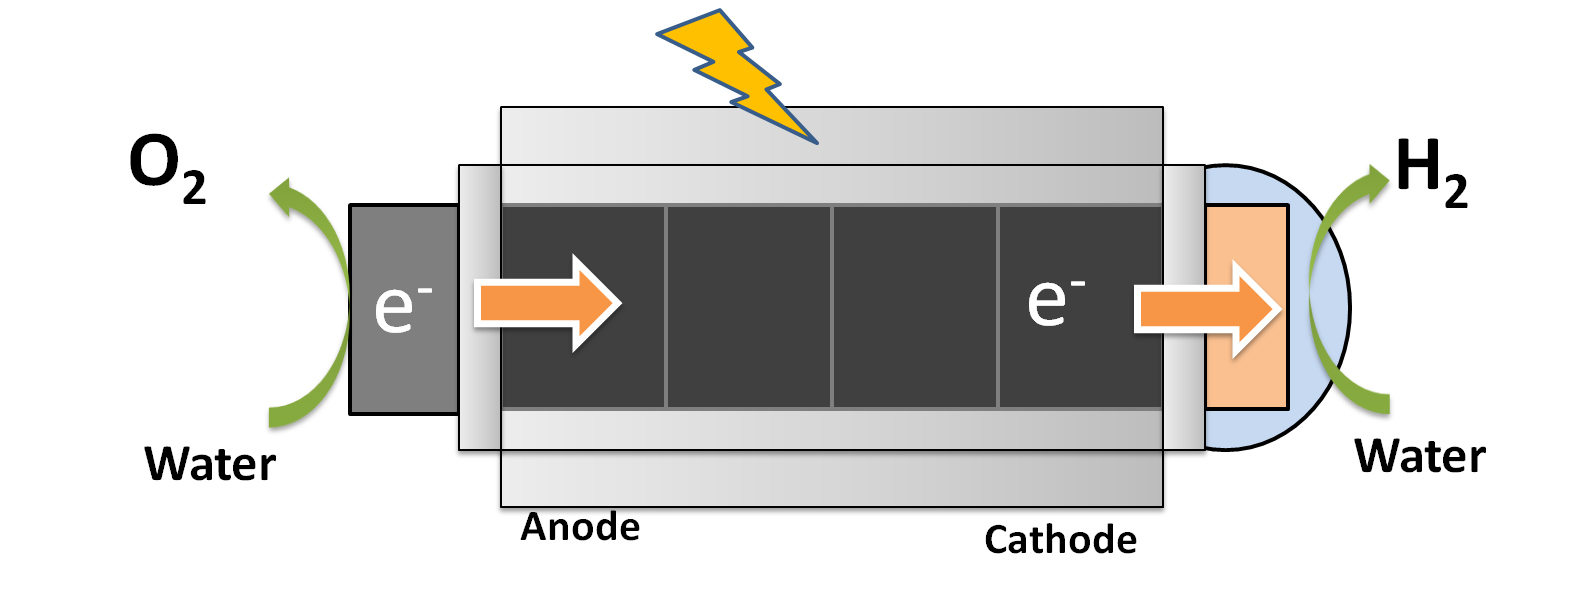 O₂
H₂
e⁻
e⁻
Water
Water
Anode
Cathode